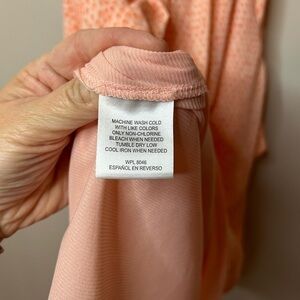 MACHINE WASH COLD
WITH LIKE COLORS
ONLY NON-CHLORINE
BLEACH WHEN NEEDED
TUMBLE DRY LOW
COOL IRON WHEN NEEDED
WPL 8046
ESPAÑOL EN REVERSO